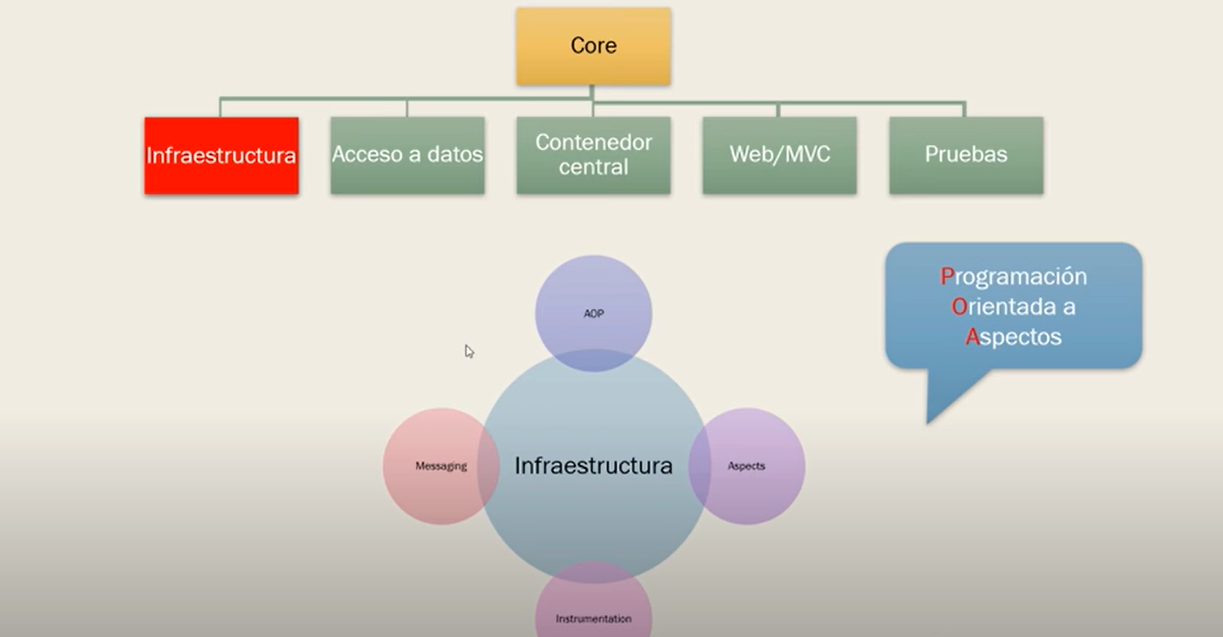 Core
Infraestructura
Acceso a datos
Contenedor
central
Web/MVC
Pruebas
Programación
Orientada a
Aspectos
AOP
Messaging
Infraestructura
Aspects
Instrumentation